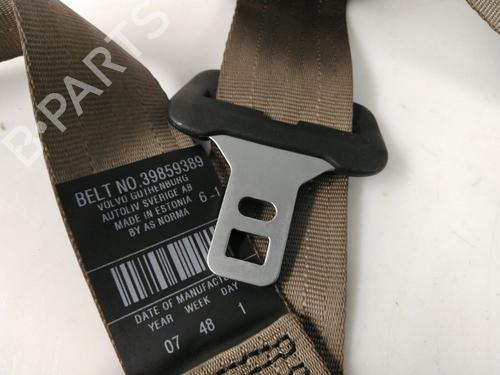 B-PARTS
BELT NO.39859389
VOLVO GOTHENBURG
AUTOLIV SVERIGE AB
MADE IN ESTONIA 6-1
BY AS NORMA
DATE OF MANUFACTURE
YEAR WEEK DAY
07 48 1